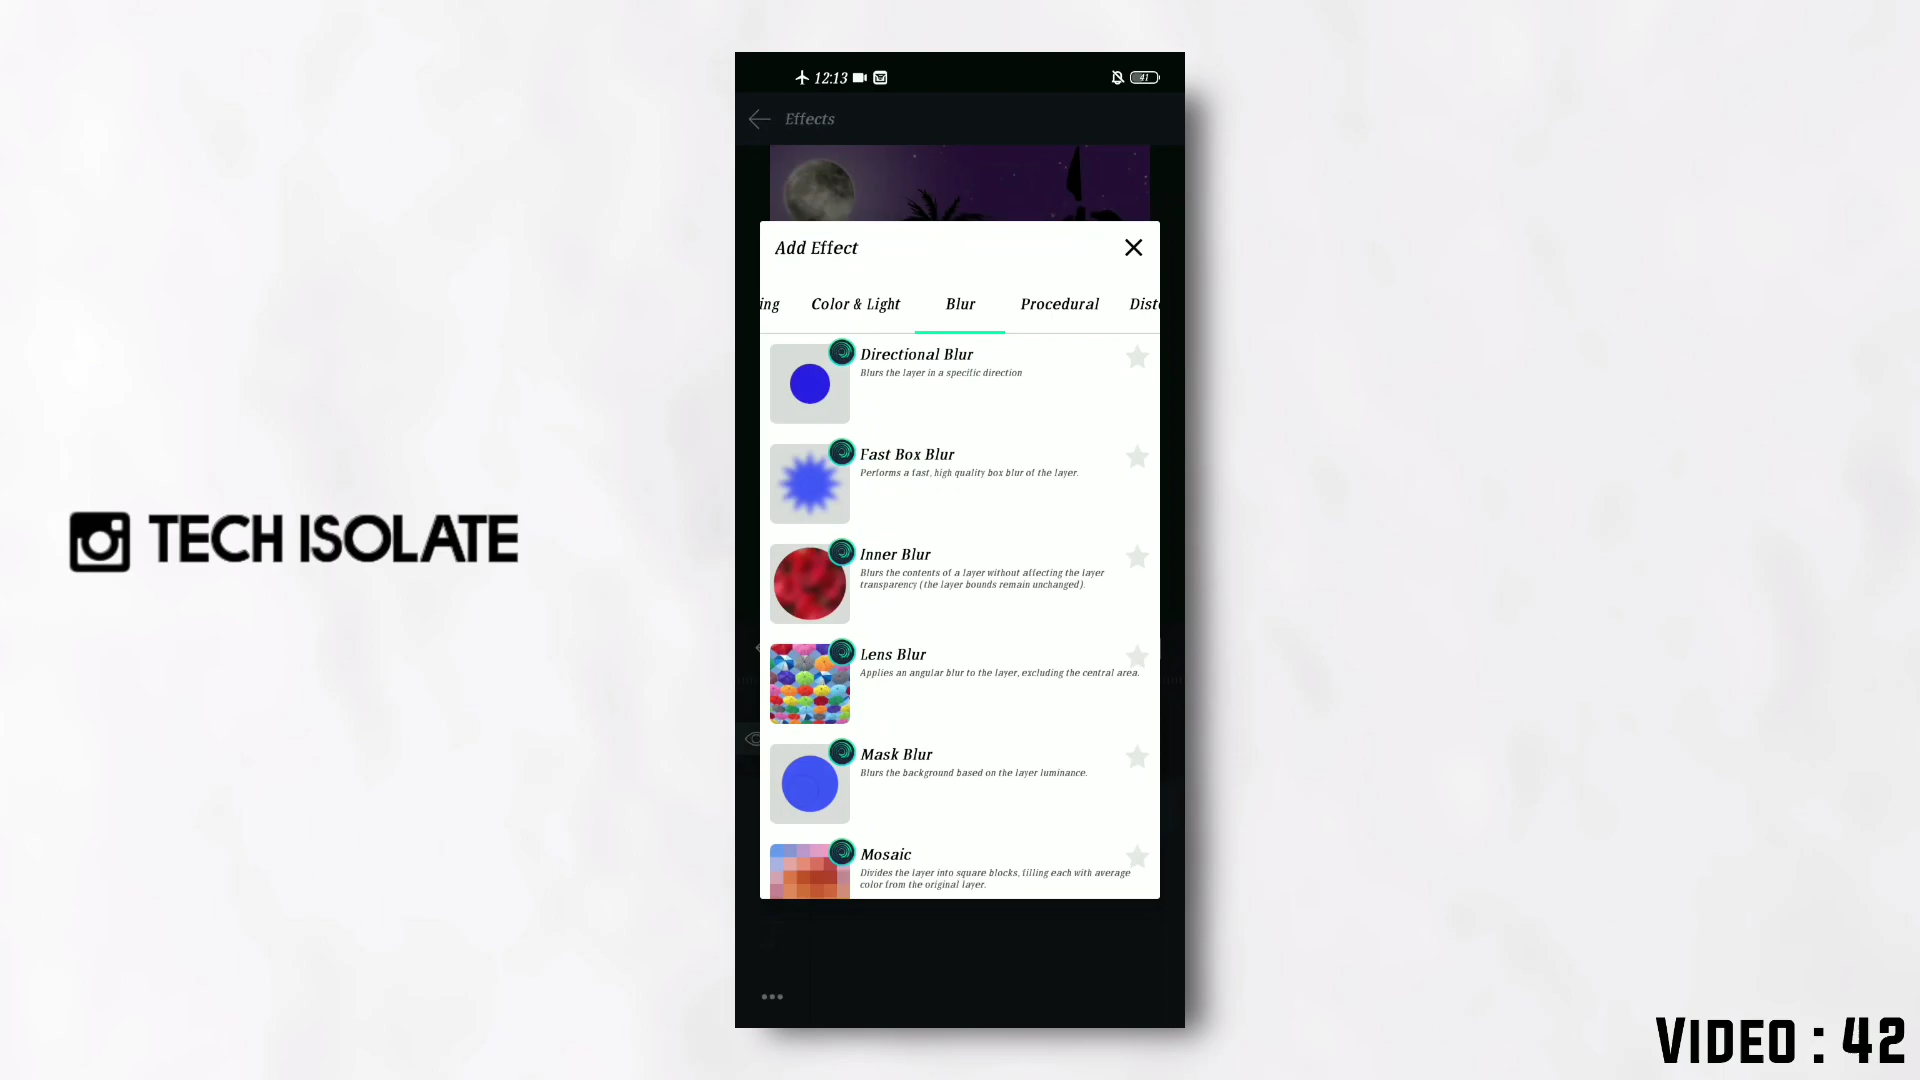 12:13
41
Effects
Add Effect
ing Color & Light Blur Procedural Disto
Directional Blur
Blurs the layer in a specific direction
Fast Box Blur
Performs a fast, high quality box blur of the layer.
Inner Blur
Blurs the contents of a layer without affecting the layer
transparency (the layer bounds remain unchanged).
Lens Blur
Applies an angular blur to the layer, excluding the central area.
Mask Blur
Blurs the background based on the layer luminance.
Mosaic
Divides the layer into square blocks, filling each with average
color from the original layer.
TECH ISOLATE
VIDEO : 42